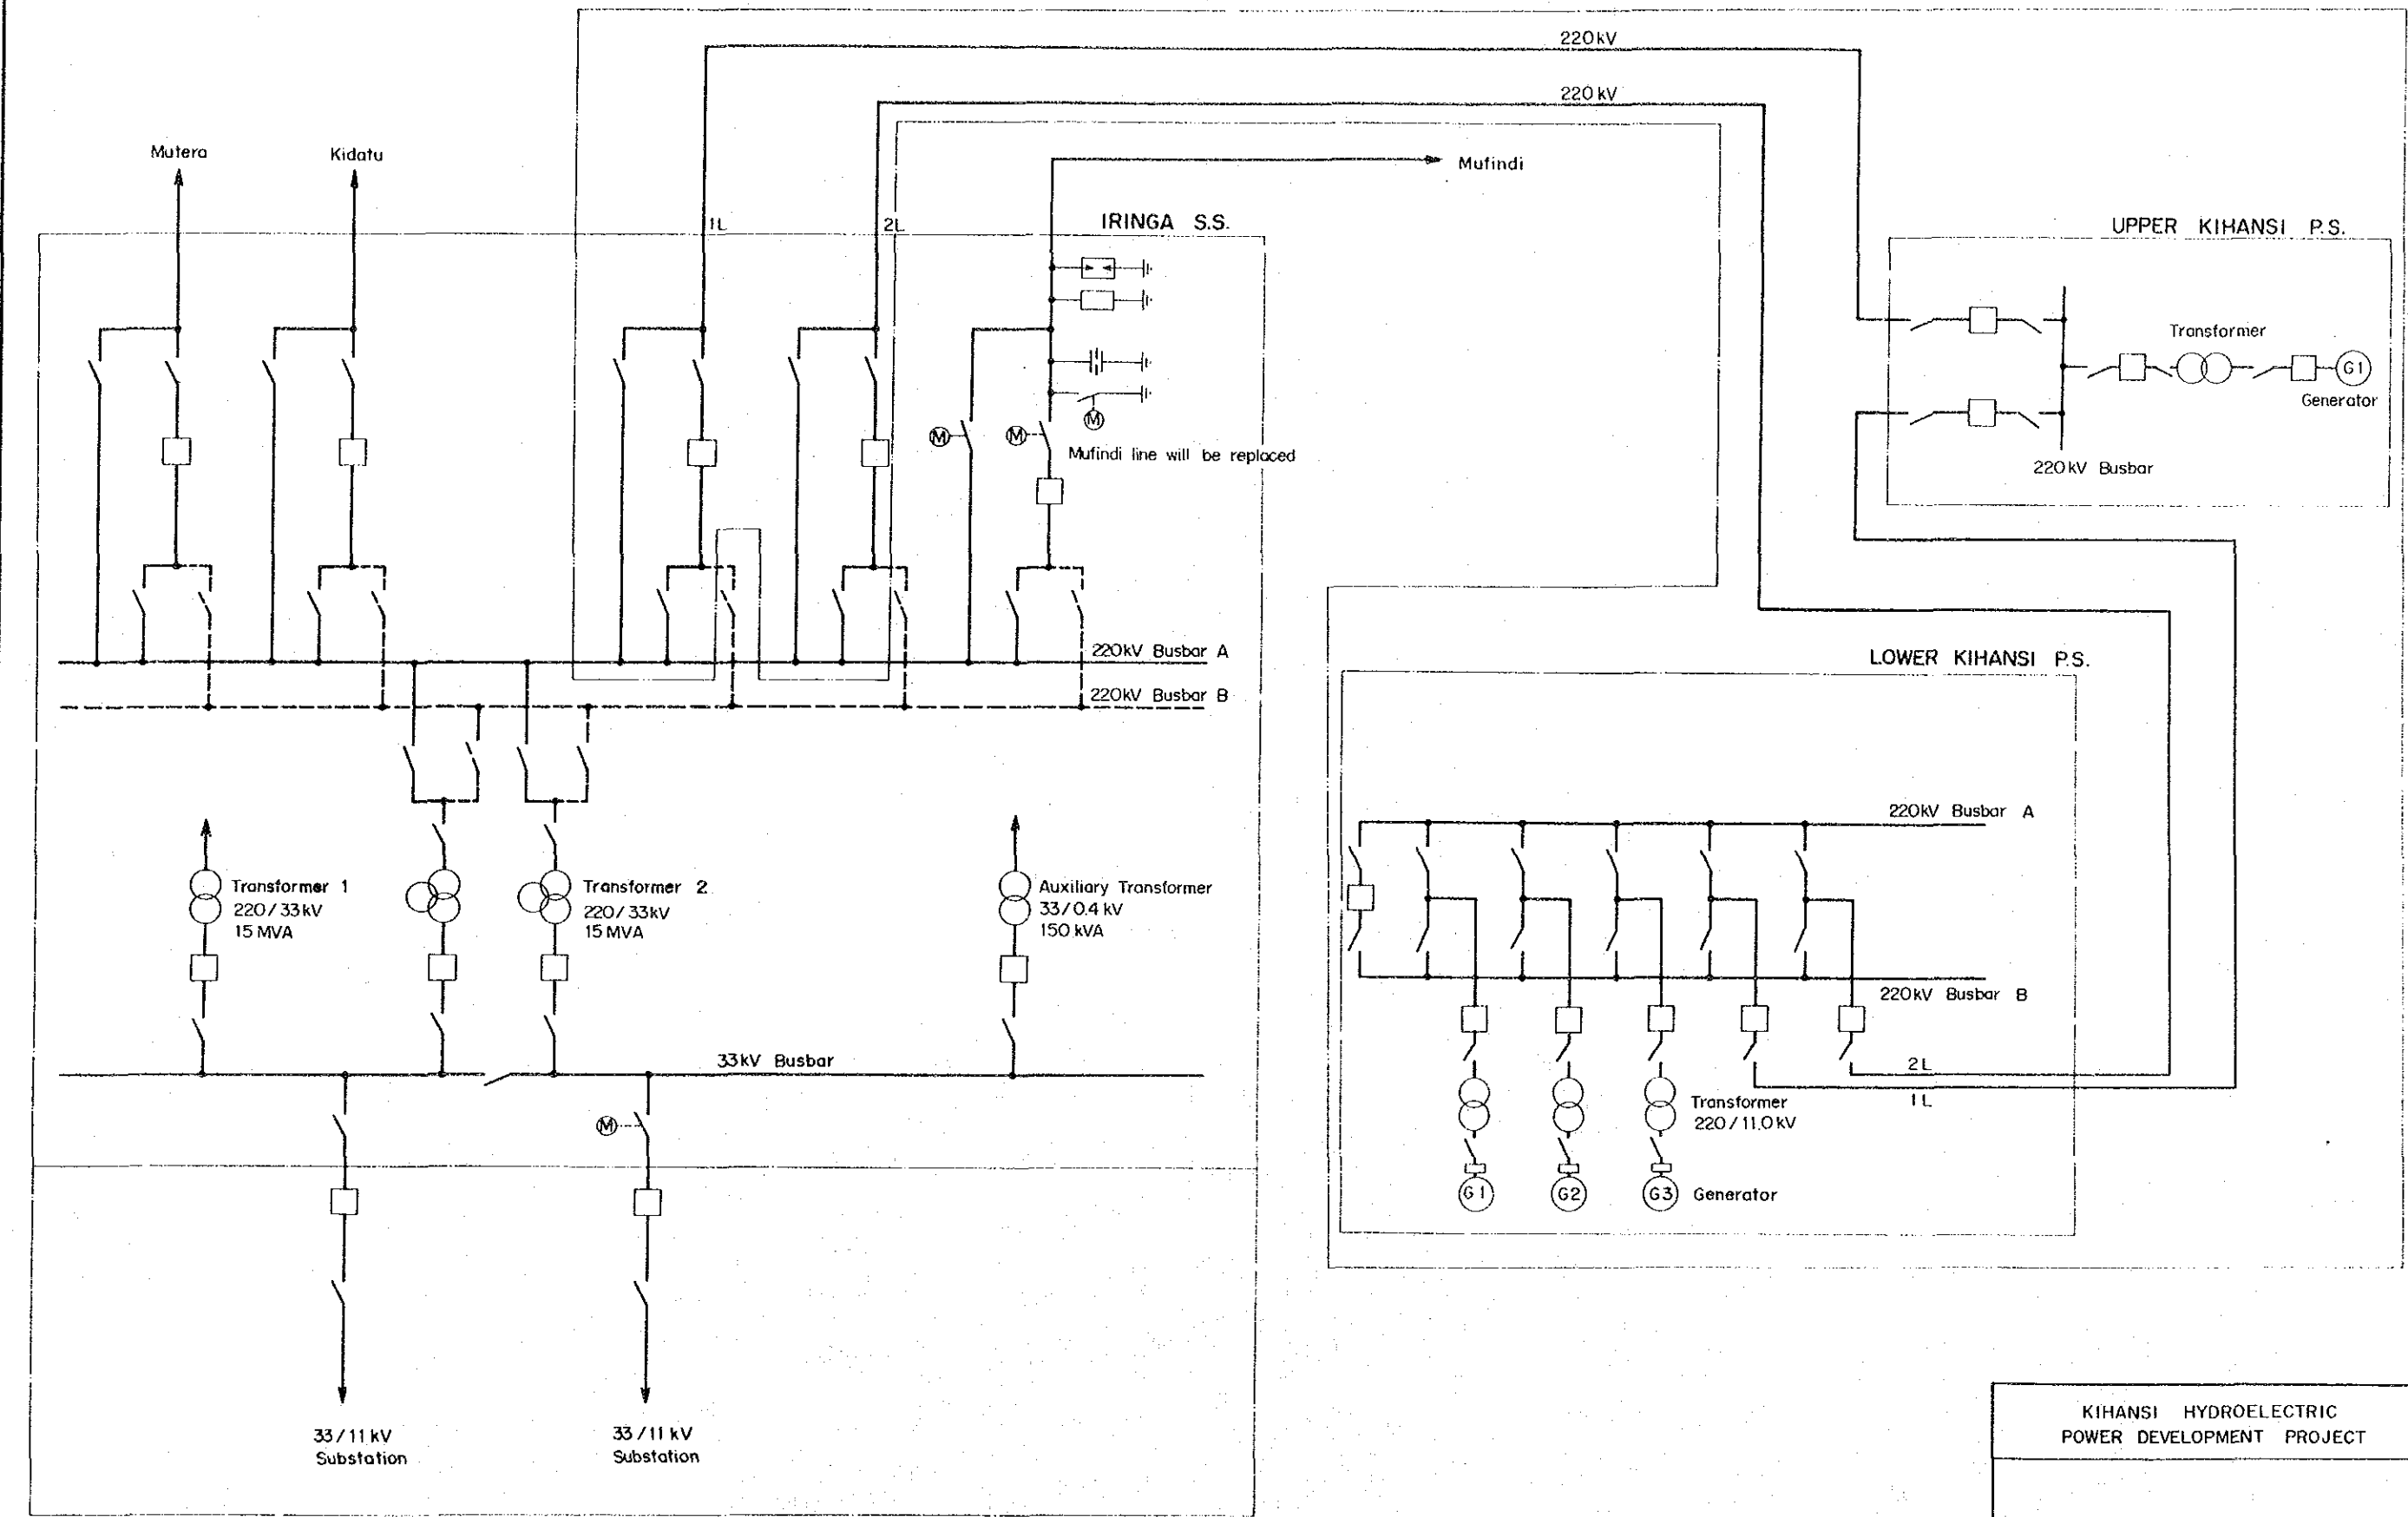 220kV
220kV
Mutera
Kidatu
Mufindi
1L
2L
IRINGA S.S.
UPPER KIHANSI P.S.
Transformer
G1
Generator
220kV Busbar
M
M
M
Mufindi line will be replaced
220kV Busbar A
220kV Busbar B
LOWER KIHANSI P.S.
Transformer 1
220/33kV
15 MVA
Transformer 2
220/33kV
15 MVA
Auxiliary Transformer
33/0.4 kV
150 kVA
220kV Busbar A
220kV Busbar B
33kV Busbar
2L
1L
M
Transformer
220/11.0kV
G1
G2
G3
Generator
33/11 kV
Substation
33/11 kV
Substation
KIHANSI HYDROELECTRIC
POWER DEVELOPMENT PROJECT